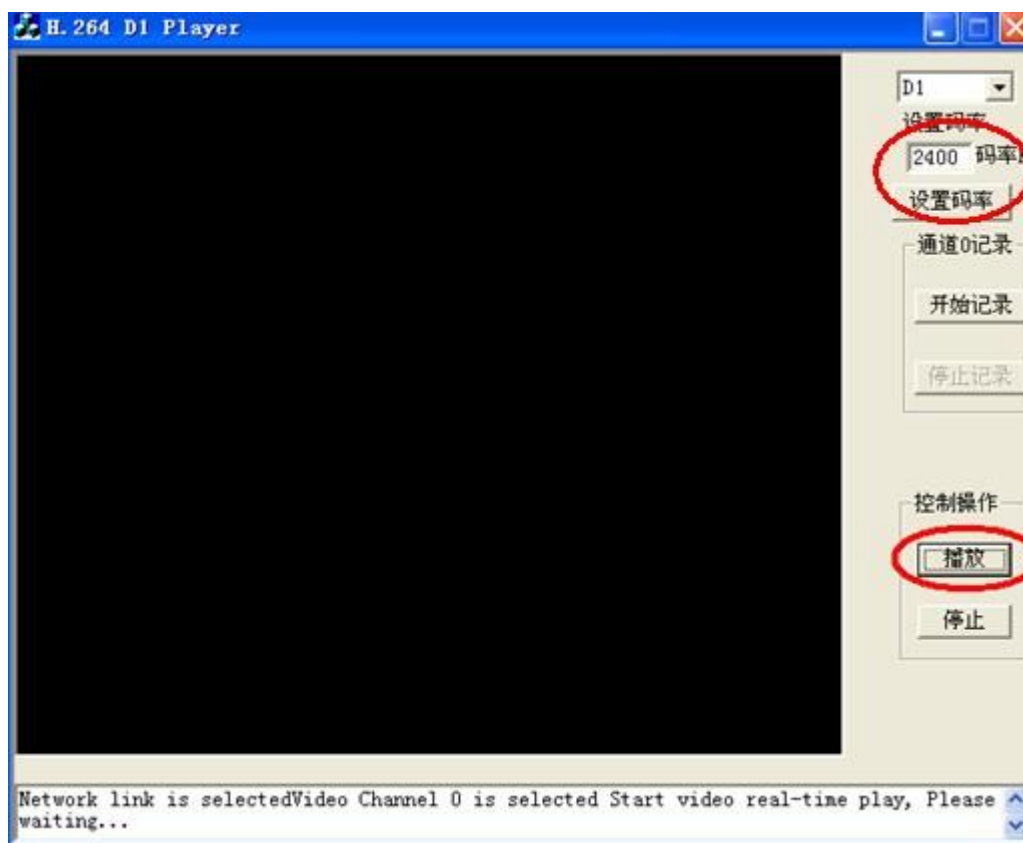 H.264 D1 Player
D1
设置码率
2400 码率
设置码率
通道0记录
开始记录
停止记录
控制操作
播放
停止
Network link is selectedVideo Channel 0 is selected Start video real-time play, Please
waiting...